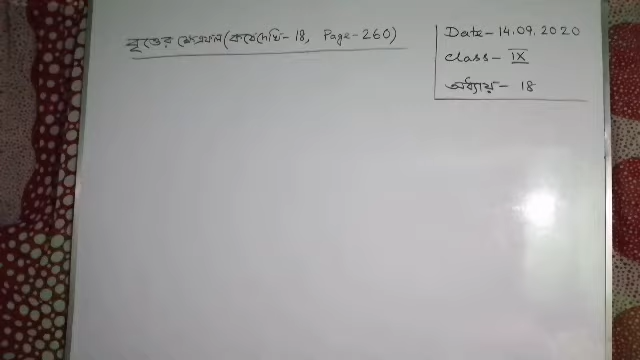 বৃত্তের ক্ষেত্রফল (কষে দেখি-18, Page-260)
Date-14.09.2020
Class-IX
অধ্যায়-18